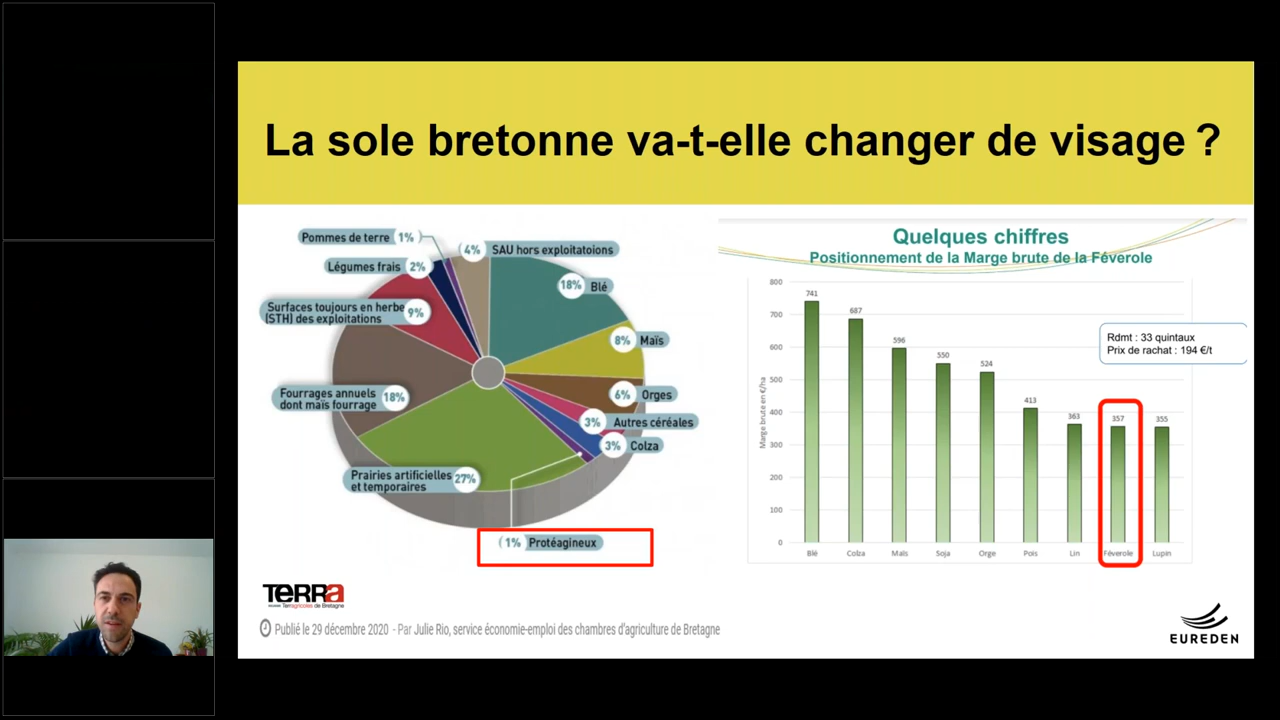 La sole bretonne va-t-elle changer de visage ?
Pommes de terre 1%
4% SAU hors exploitatoions
Légumes frais 2%
18% Blé
Surfaces toujours en herbe
(STH) des exploitations 9%
8% Maïs
Fourrages annuels
dont maïs fourrage 18%
6% Orges
3% Autres céréales
3% Colza
Prairies artificielles
et temporaires 27%
1% Protéagineux
Quelques chiffres
Positionnement de la Marge brute de la Féverole
Marge brute en €/ha
800
700
600
500
400
300
200
100
0
741
687
596
550
524
413
363
357
355
Rdmt : 33 quintaux
Prix de rachat : 194 €/t
Blé Colza Maïs Soja Orge Pois Lin Féverole Lupin
TERRA
Terragricoles de Bretagne
Publié le 29 décembre 2020 - Par Julie Rio, service économie-emploi des chambres d'agriculture de Bretagne
EUREDEN